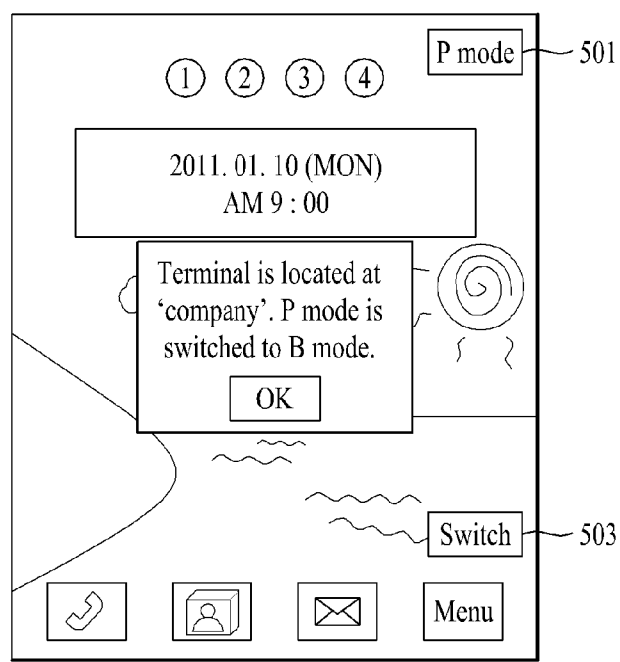 P mode
501
1 2 3 4
2011. 01. 10 (MON)
AM 9 : 00
Terminal is located at
‘company’. P mode is
switched to B mode.
OK
Switch
503
Menu